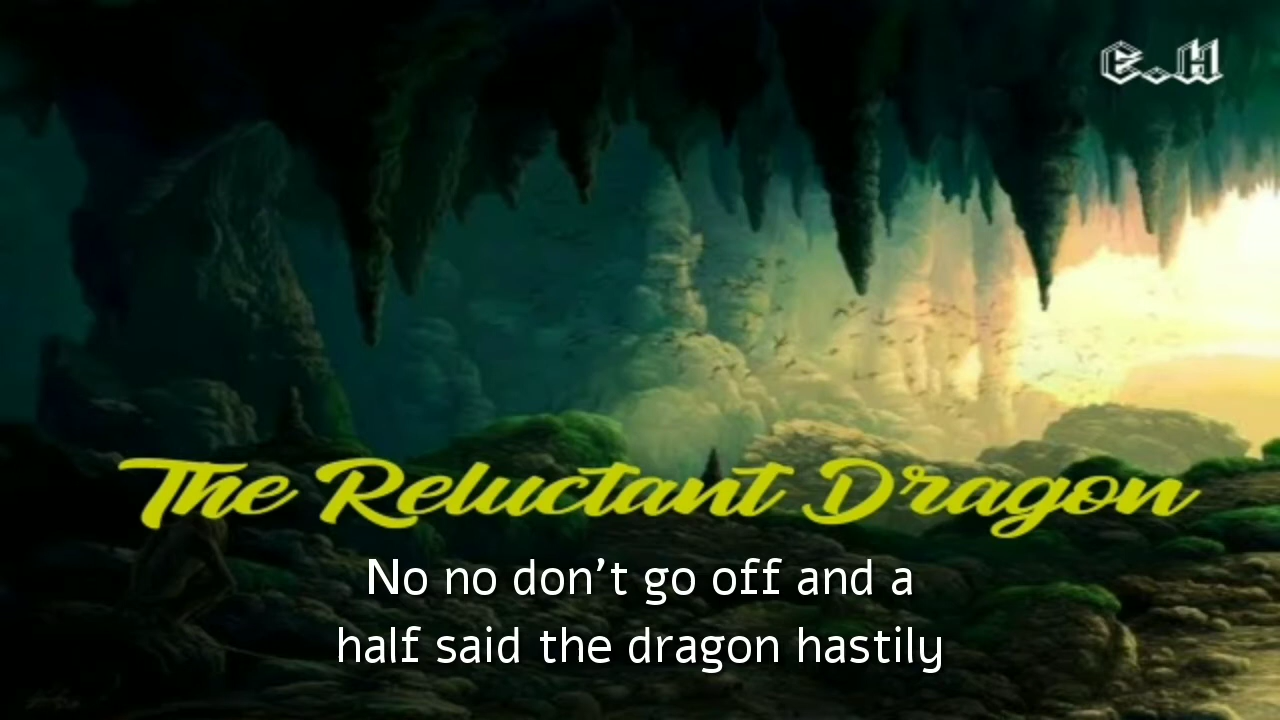 E.H
The Reluctant Dragon
No no don't go off and a
half said the dragon hastily